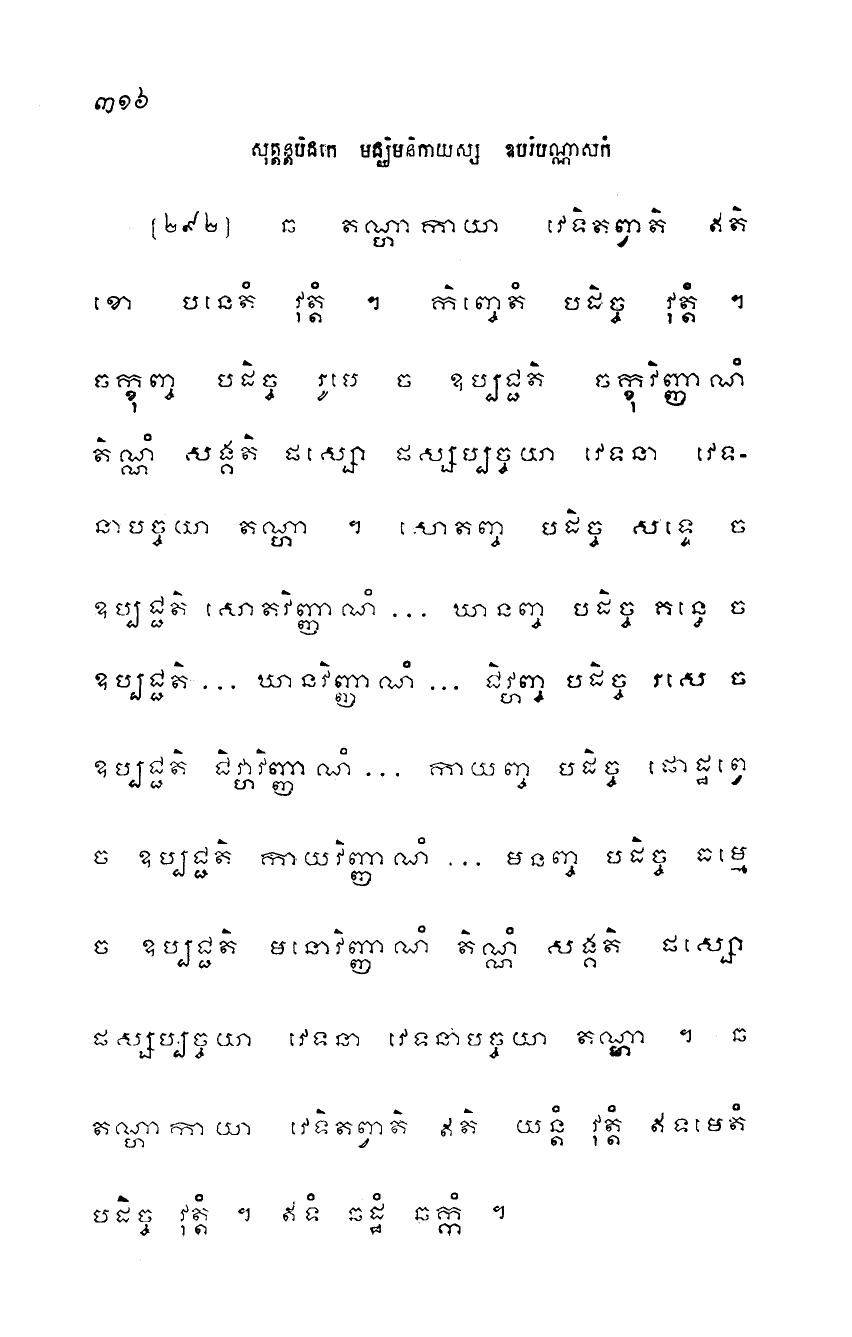 ៣១៦
សុត្តន្តបិដកេ មជ្ឈិមនិកាយស្ស ឧបរិបណ្ណាសកំ
[២៩២] ឆ តណ្ហាកាយា វេទិតព្វាតិ ឥតិ
ខោ បនេតំ វុត្តំ ។ កិញ្ចេតំ បដិច្ច វុត្តំ ។
ចក្ខុញ្ច បដិច្ច រូបេ ច ឧប្បជ្ជតិ ចក្ខុវិញ្ញាណំ
តិណ្ណំ សង្គតិ ផស្សោ ផស្សប្បច្ចយា វេទនា វេទ-
នាបច្ចយា តណ្ហា ។ សោតញ្ច បដិច្ច សទ្ទេ ច
ឧប្បជ្ជតិ សោតវិញ្ញាណំ ... ឃានញ្ច បដិច្ច គន្ធេ ច
ឧប្បជ្ជតិ ... ឃានវិញ្ញាណំ ... ជិវ្ហញ្ច បដិច្ច រសេ ច
ឧប្បជ្ជតិ ជិវ្ហាវិញ្ញាណំ ... កាយញ្ច បដិច្ច ផោដ្ឋព្វេ
ច ឧប្បជ្ជតិ កាយវិញ្ញាណំ ... មនញ្ច បដិច្ច ធម្មេ
ច ឧប្បជ្ជតិ មនោវិញ្ញាណំ តិណ្ណំ សង្គតិ ផស្សោ
ផស្សប្បច្ចយា វេទនា វេទនាបច្ចយា តណ្ហា ។ ឆ
តណ្ហាកាយា វេទិតព្វាតិ ឥតិ យន្តំ វុត្តំ ឥទមេតំ
បដិច្ច វុត្តំ ។ ឥទំ ឆដ្ឋំ ឆក្កំ ។